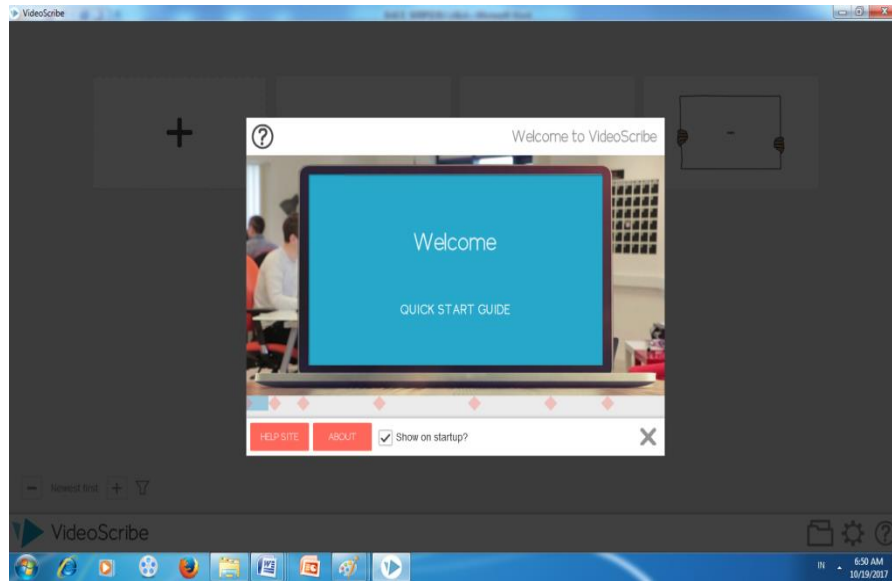 VideoScribe
Welcome to VideoScribe
Welcome
QUICK START GUIDE
HELP SITE
ABOUT
Show on startup?
Newest first
VideoScribe
IN
6:50 AM
10/19/2017